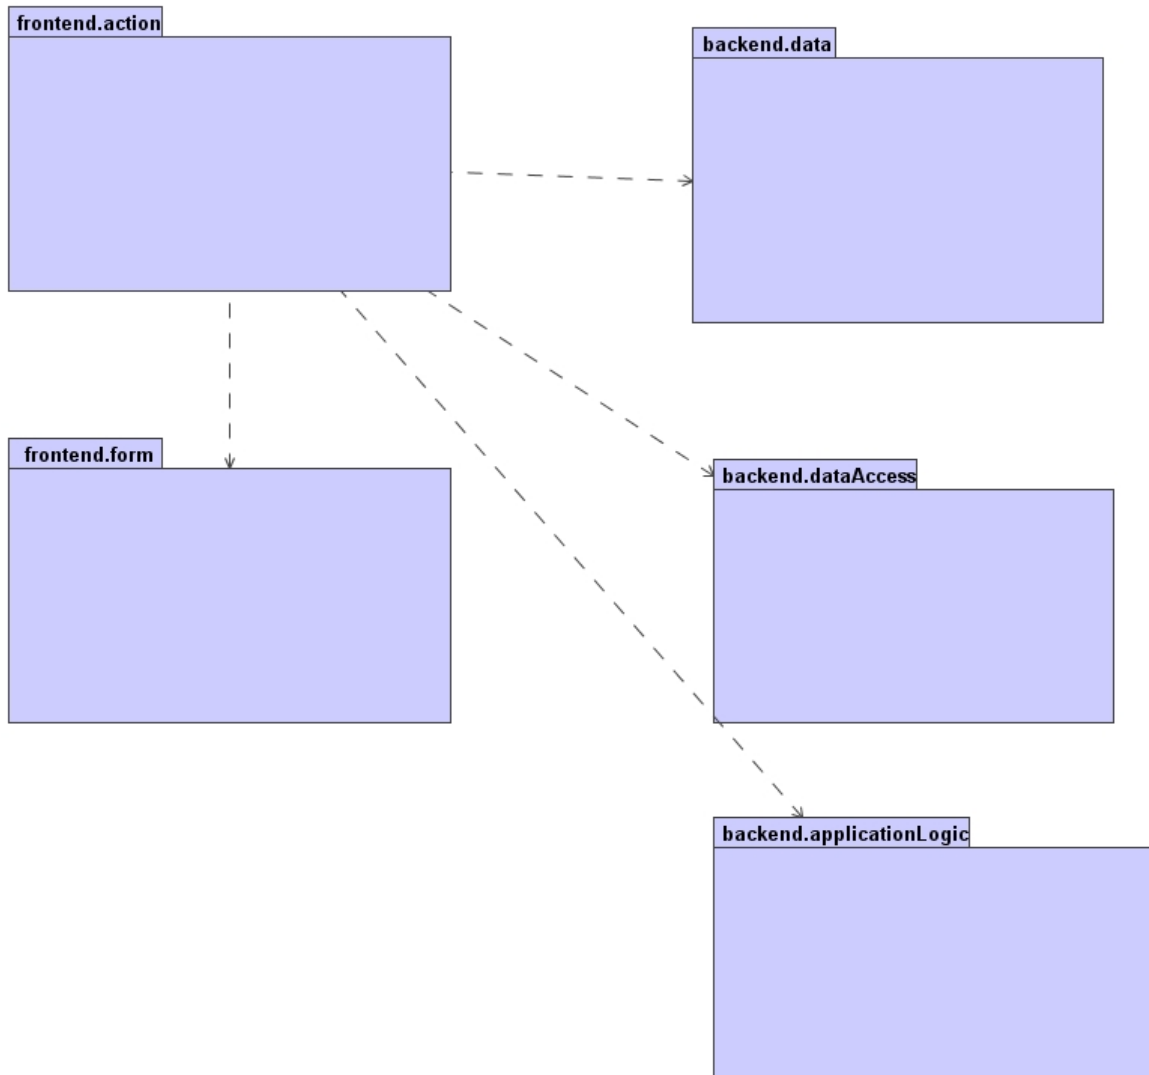 frontend.action
backend.data
frontend.form
backend.dataAccess
backend.applicationLogic